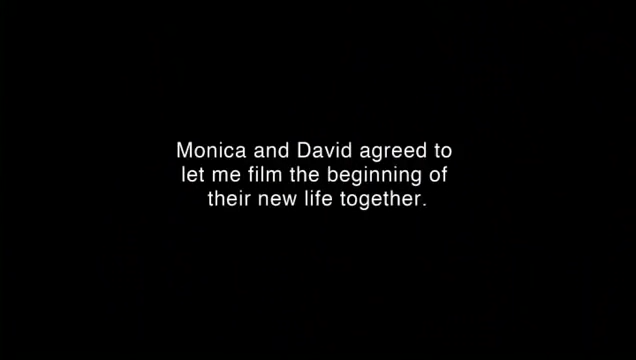 Monica and David agreed to
let me film the beginning of
their new life together.